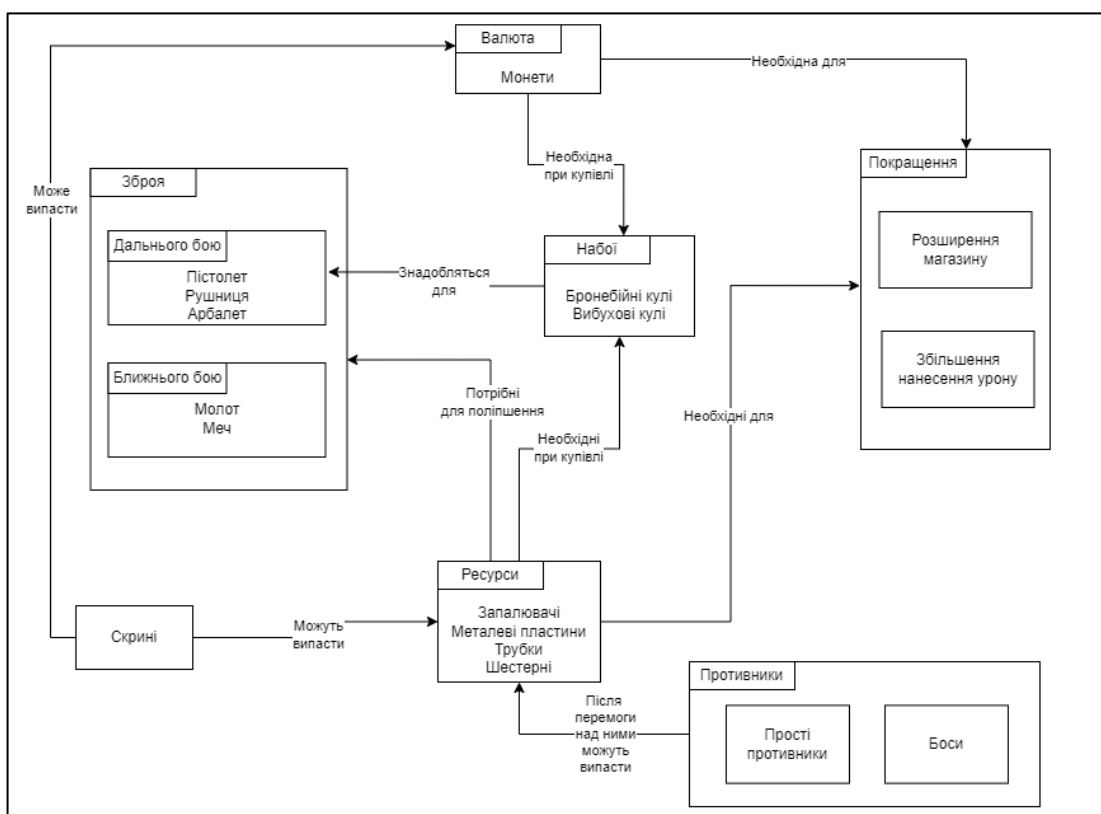 Валюта
Монети
Необхідна для
Необхідна
при купівлі
Покращення
Розширення
магазину
Збільшення
нанесення урону
Може
випасти
Зброя
Дальнього бою
Пістолет
Рушниця
Арбалет
Ближнього бою
Молот
Меч
Знадобляться
для
Набої
Бронебійні кулі
Вибухові кулі
Потрібні
для поліпшення
Необхідні
при купівлі
Необхідні для
Скрині
Можуть
випасти
Ресурси
Запалювачі
Металеві пластини
Трубки
Шестерні
Після
перемоги
над ними
можуть
випасти
Противники
Прості
противники
Боси